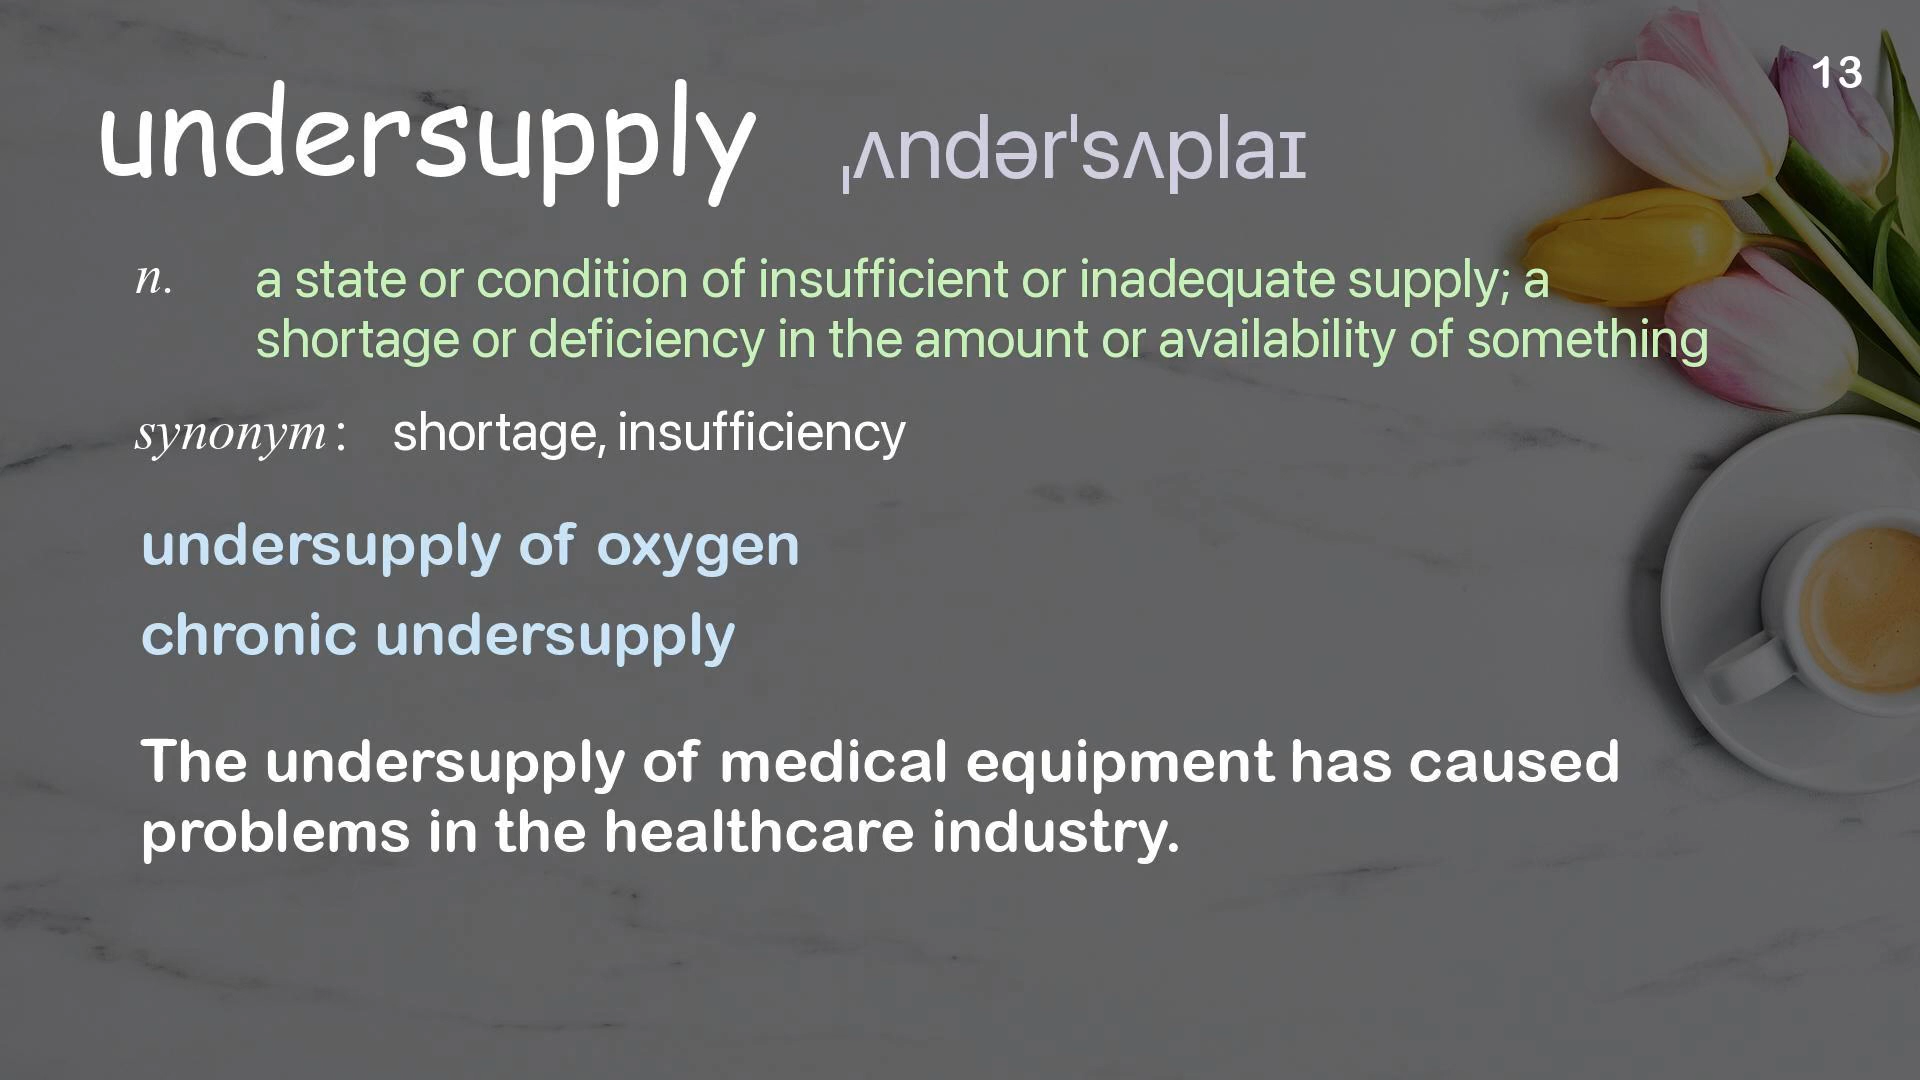 13
undersupply ˌʌndərˈsʌplaɪ
n. a state or condition of insufficient or inadequate supply; a
shortage or deficiency in the amount or availability of something
synonym: shortage, insufficiency
undersupply of oxygen
chronic undersupply
The undersupply of medical equipment has caused
problems in the healthcare industry.